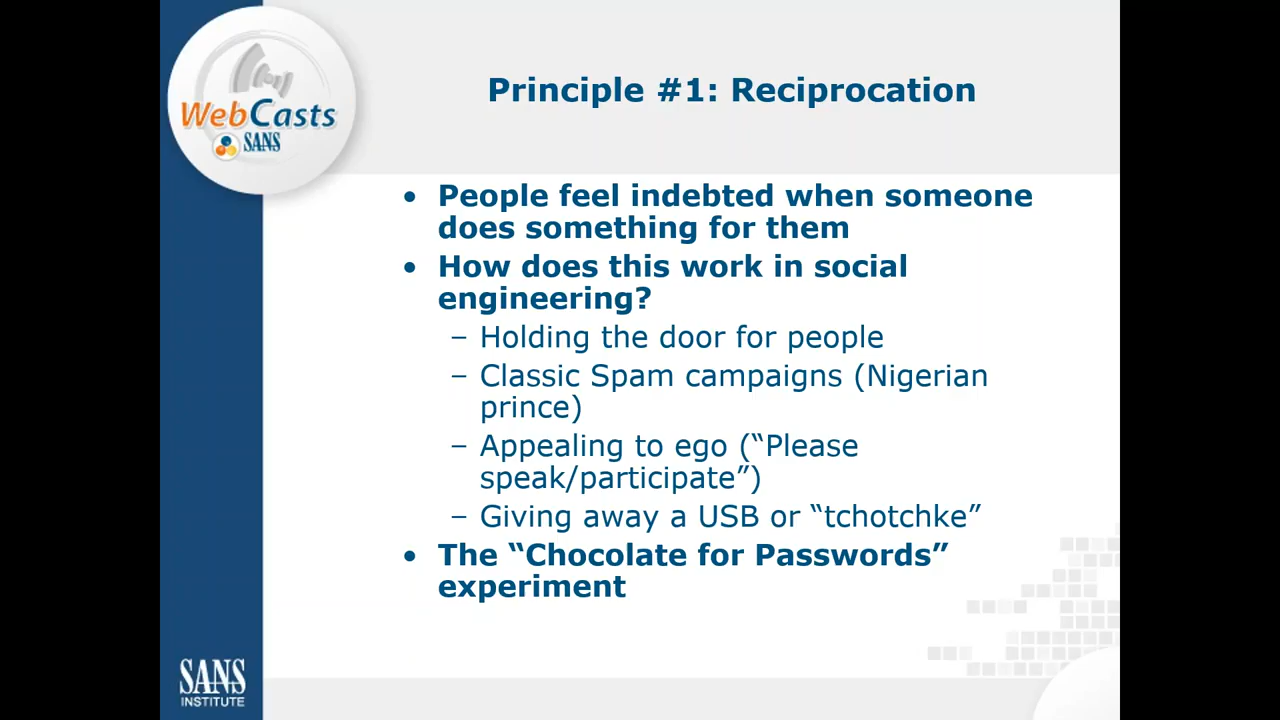 WebCasts
SANS
Principle #1: Reciprocation
• People feel indebted when someone
does something for them
• How does this work in social
engineering?
– Holding the door for people
– Classic Spam campaigns (Nigerian
prince)
– Appealing to ego (“Please
speak/participate”)
– Giving away a USB or “tchotchke”
• The “Chocolate for Passwords”
experiment
SANS
INSTITUTE